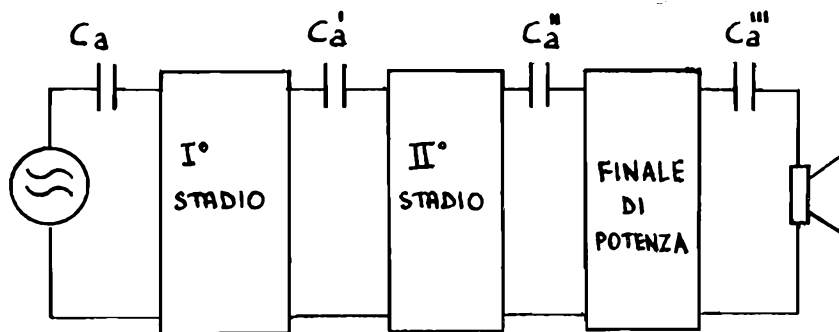 Ca
Ca'
Ca''
Ca'''
I°
STADIO
II°
STADIO
FINALE
DI
POTENZA